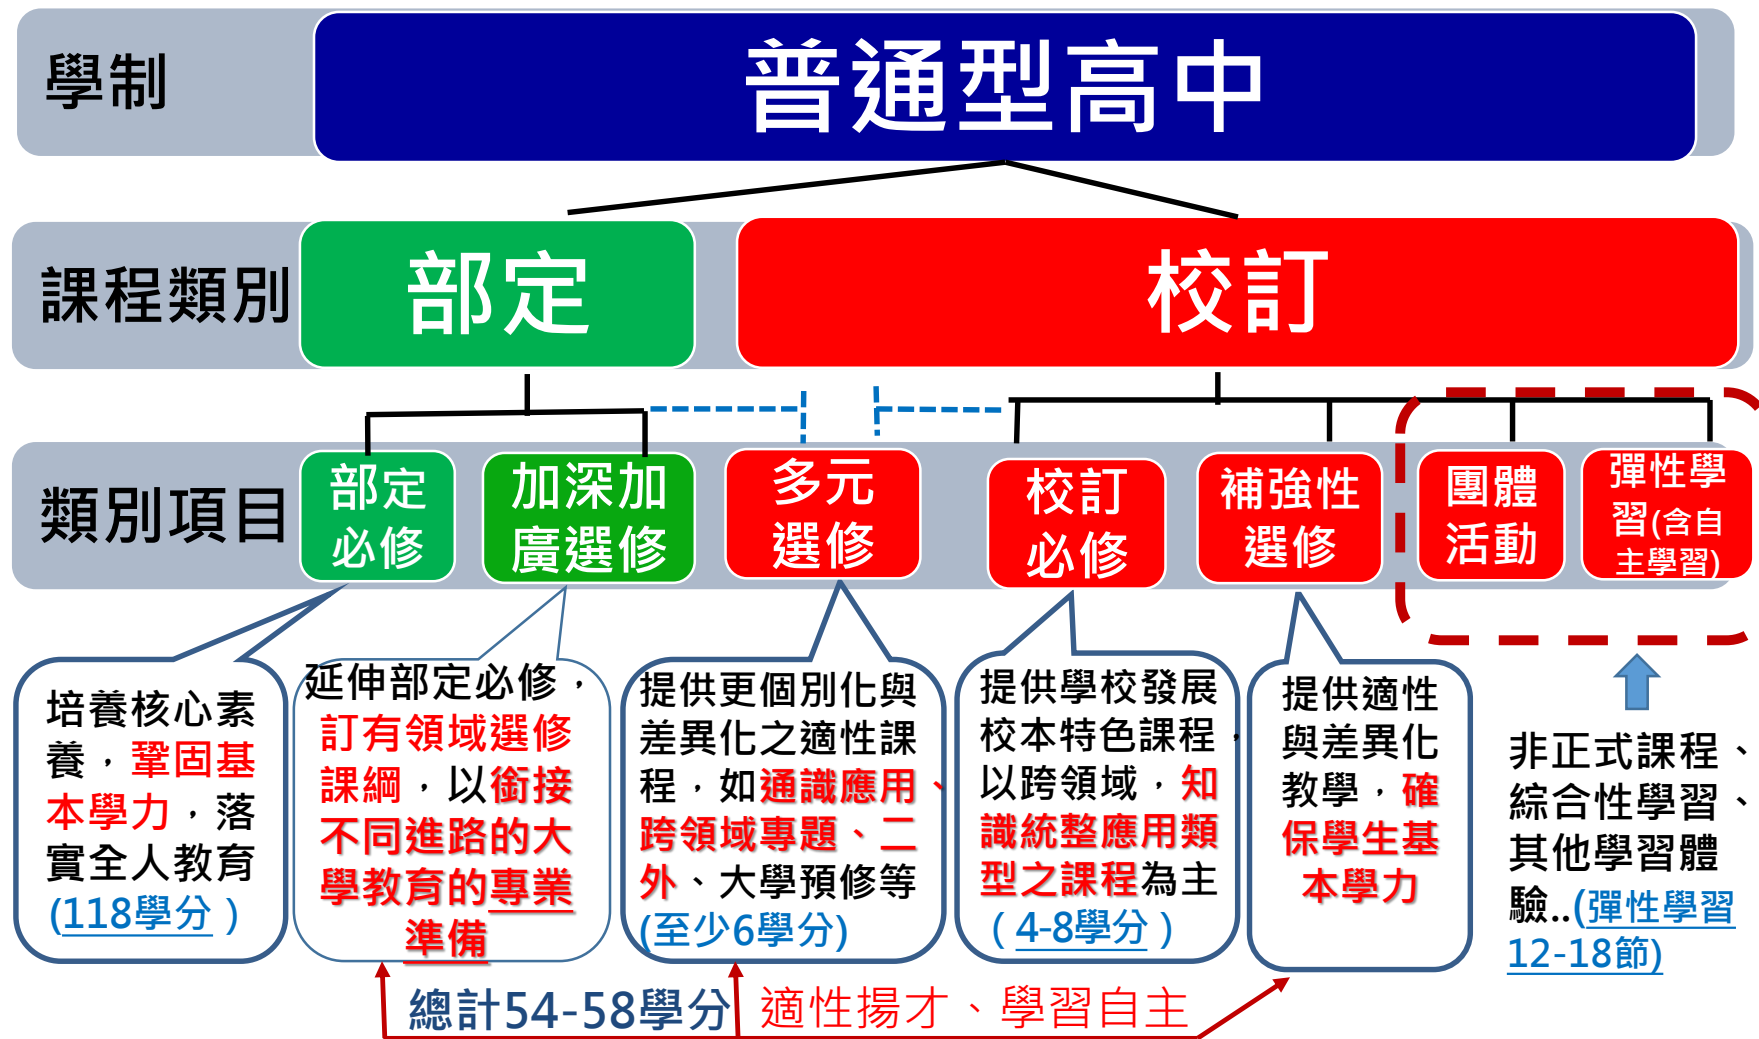 學制
普通型高中
課程類別
部定
校訂
類別項目
部定
必修
加深加
廣選修
多元
選修
校訂
必修
補強性
選修
團體
活動
彈性學
習(含自
主學習)
培養核心素
養，鞏固基
本學力，落
實全人教育
(118學分）
延伸部定必修，
訂有領域選修
課綱，以銜接
不同進路的大
學教育的專業
準備
提供更個別化與
差異化之適性課
程，如通識應用、
跨領域專題、二
外、大學預修等
(至少6學分)
提供學校發展
校本特色課程，
以跨領域，知
識統整應用類
型之課程為主
（4-8學分）
提供適性
與差異化
教學，確
保學生基
本學力
非正式課程、
綜合性學習、
其他學習體
驗..(彈性學習
12-18節)
總計54-58學分
適性揚才、學習自主